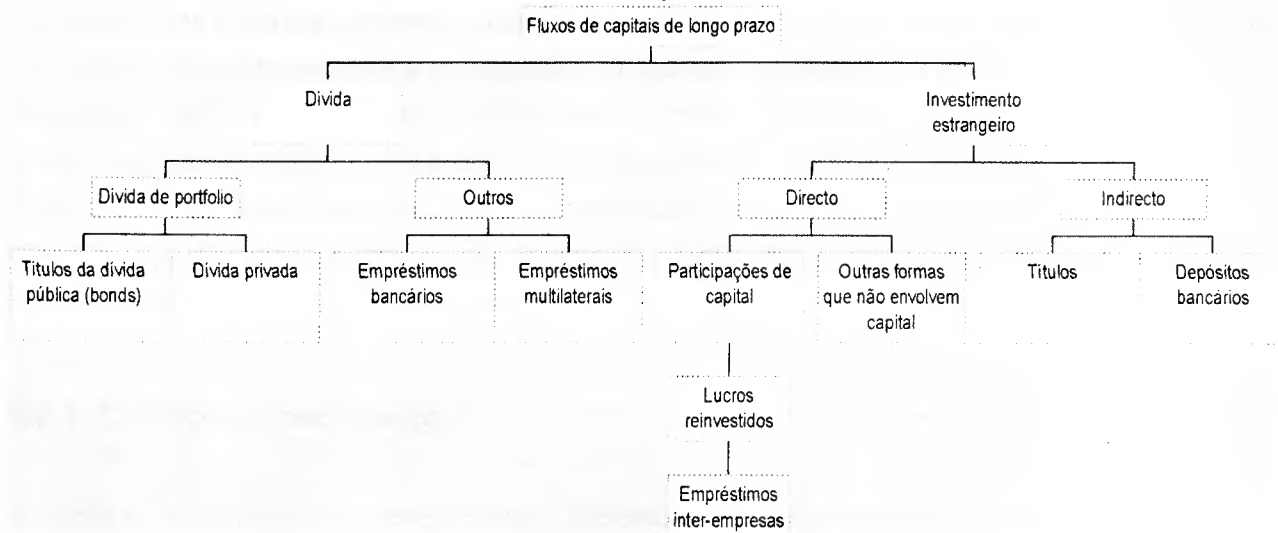 Fluxos de capitais de longo prazo
Divida
Investimento
estrangeiro
Divida de portfolio
Outros
Directo
Indirecto
Titulos da divida
pública (bonds)
Divida privada
Empréstimos
bancários
Empréstimos
multilaterais
Participações de
capital
Outras formas
que não envolvem
capital
Titulos
Depósitos
bancários
Lucros
reinvestidos
Empréstimos
inter-empresas